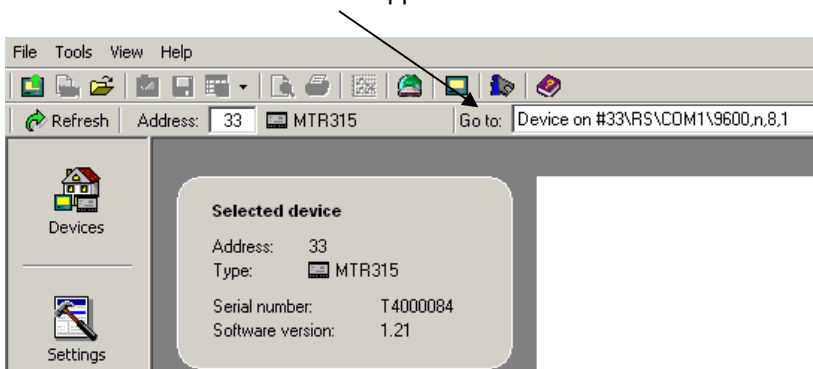 File Tools View Help
Refresh Address: 33 MTR315 Go to: Device on #33\RS\COM1\9600,n,8,1
Devices
Selected device
Address: 33
Type: MTR315
Serial number: T4000084
Software version: 1.21
Settings